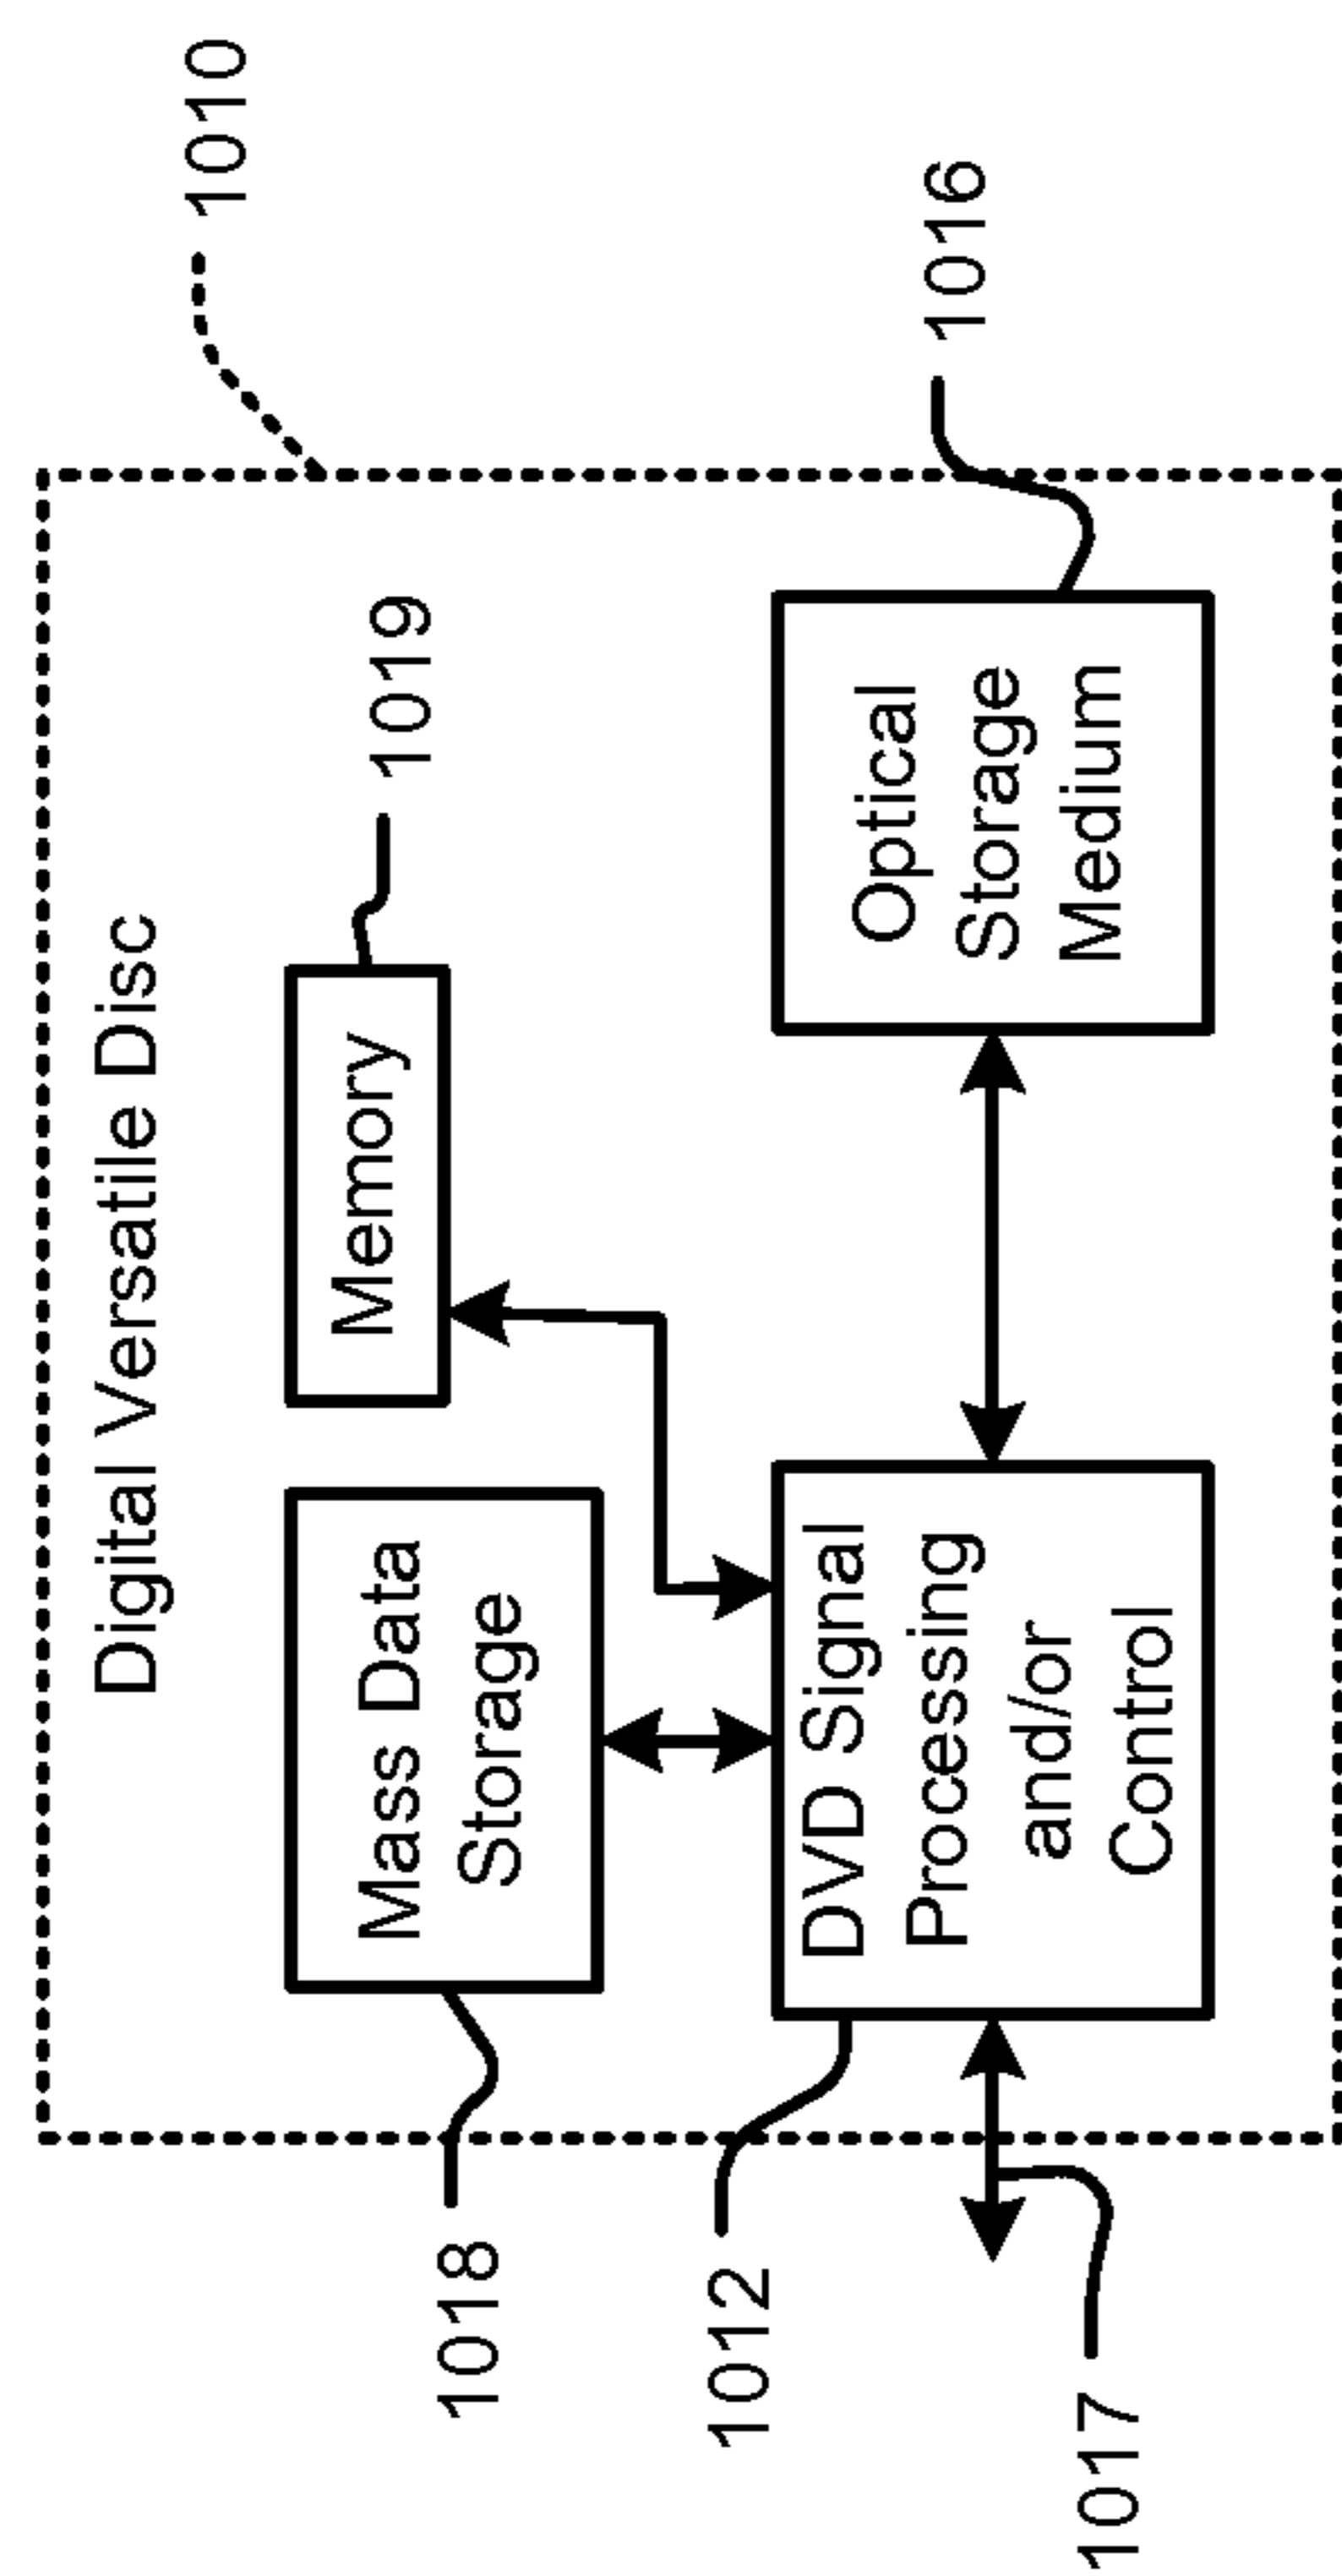 Digital Versatile Disc
1010
1018
Mass Data
Storage
Memory
1019
1012
DVD Signal
Processing
and/or
Control
Optical
Storage
Medium
1016
1017